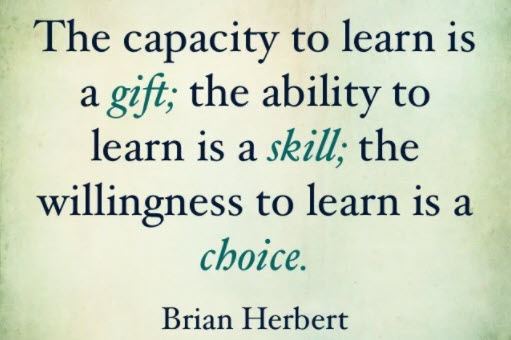 The capacity to learn is
a gift; the ability to
learn is a skill; the
willingness to learn is a
choice.
Brian Herbert